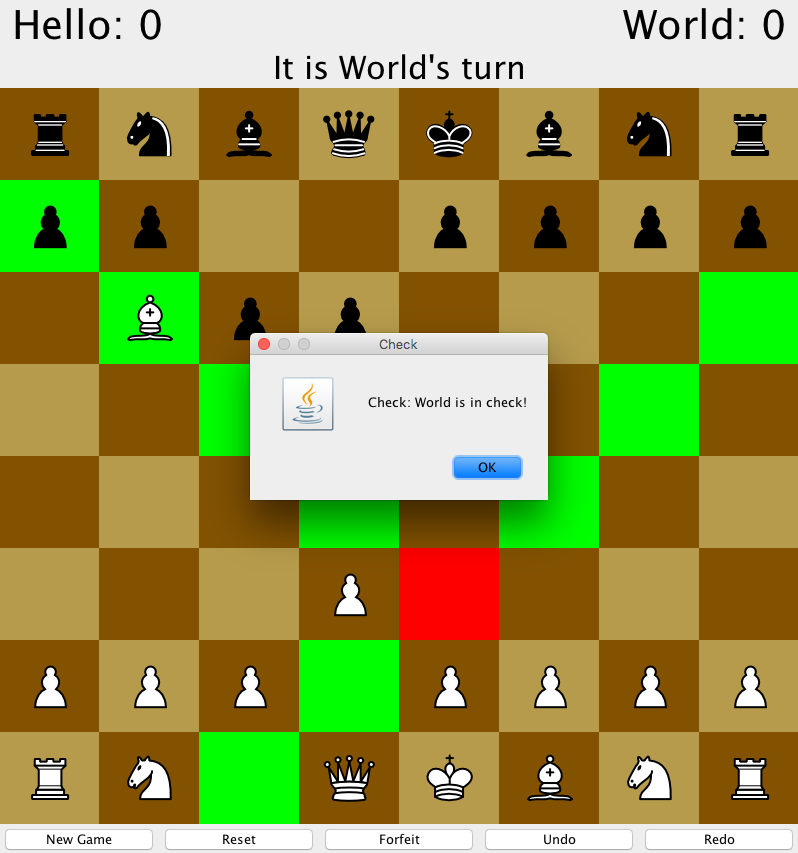 Hello: 0
World: 0
It is World's turn
Check
Check: World is in check!
OK
New Game
Reset
Forfeit
Undo
Redo